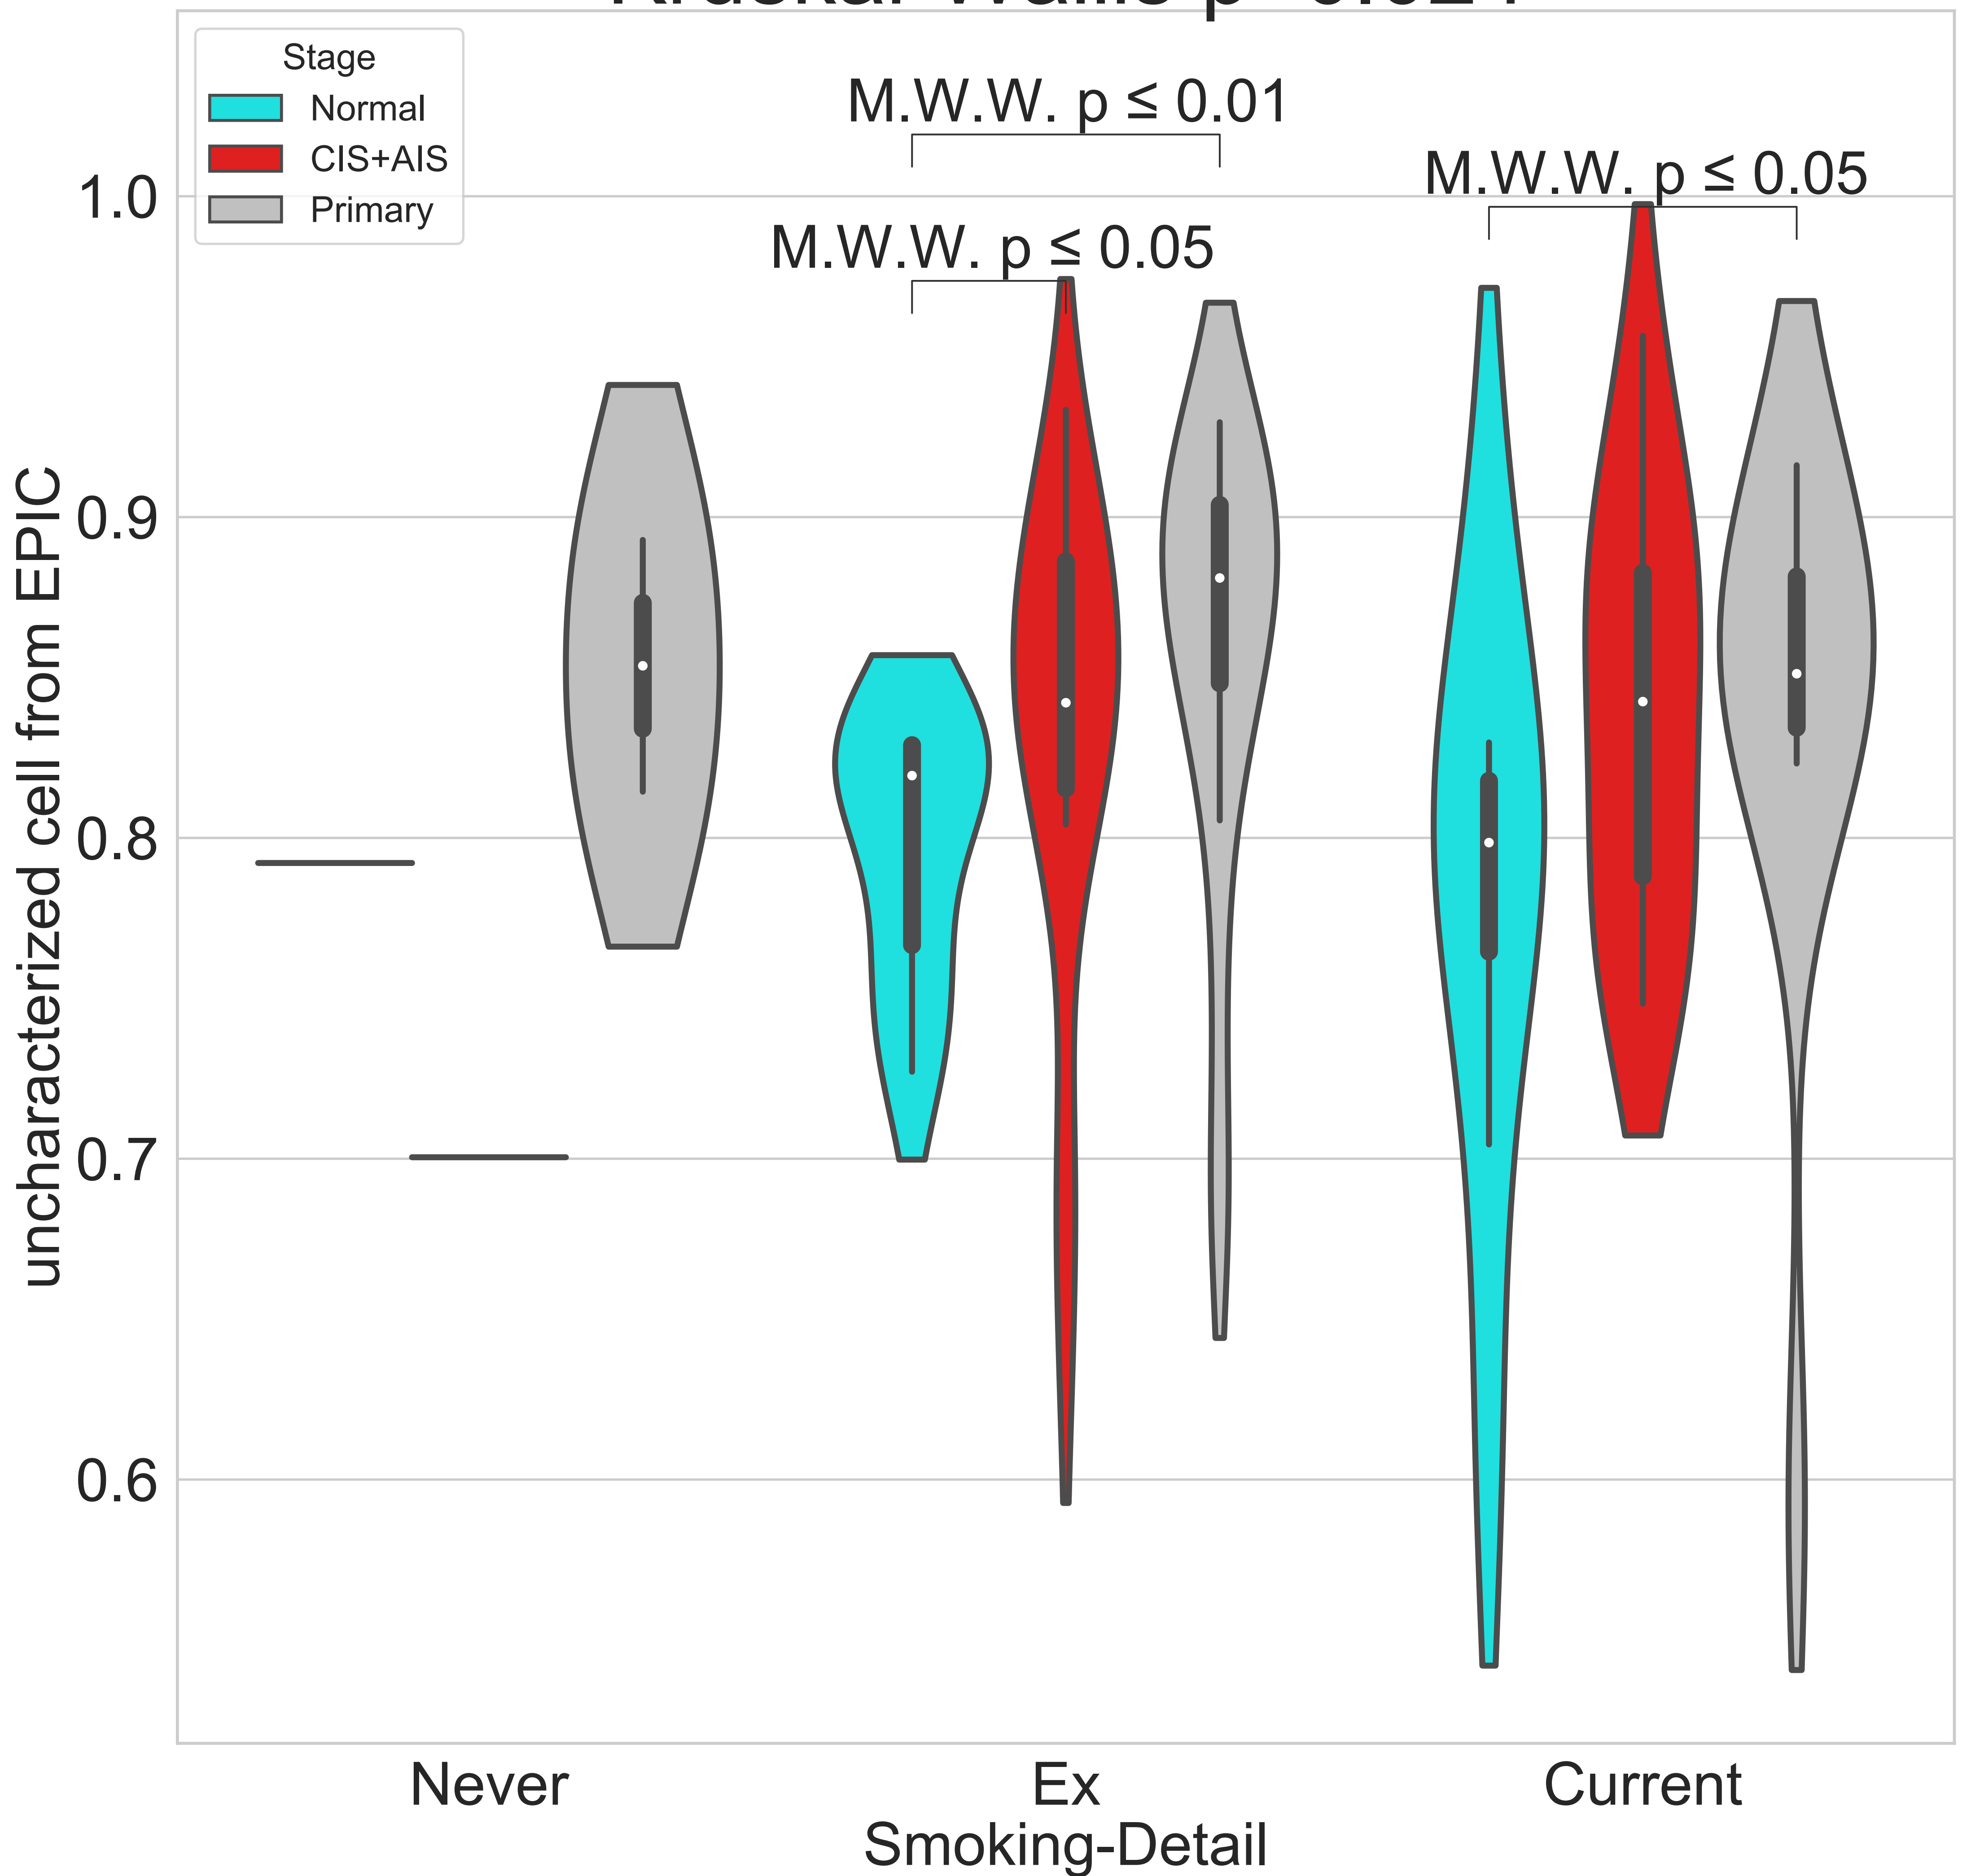 Stage
Normal
CIS+AIS
Primary
M.W.W. p ≤ 0.01
M.W.W. p ≤ 0.05
M.W.W. p ≤ 0.05
1.0
0.9
0.8
0.7
0.6
uncharacterized cell from EPIC
Never
Ex
Current
Smoking-Detail